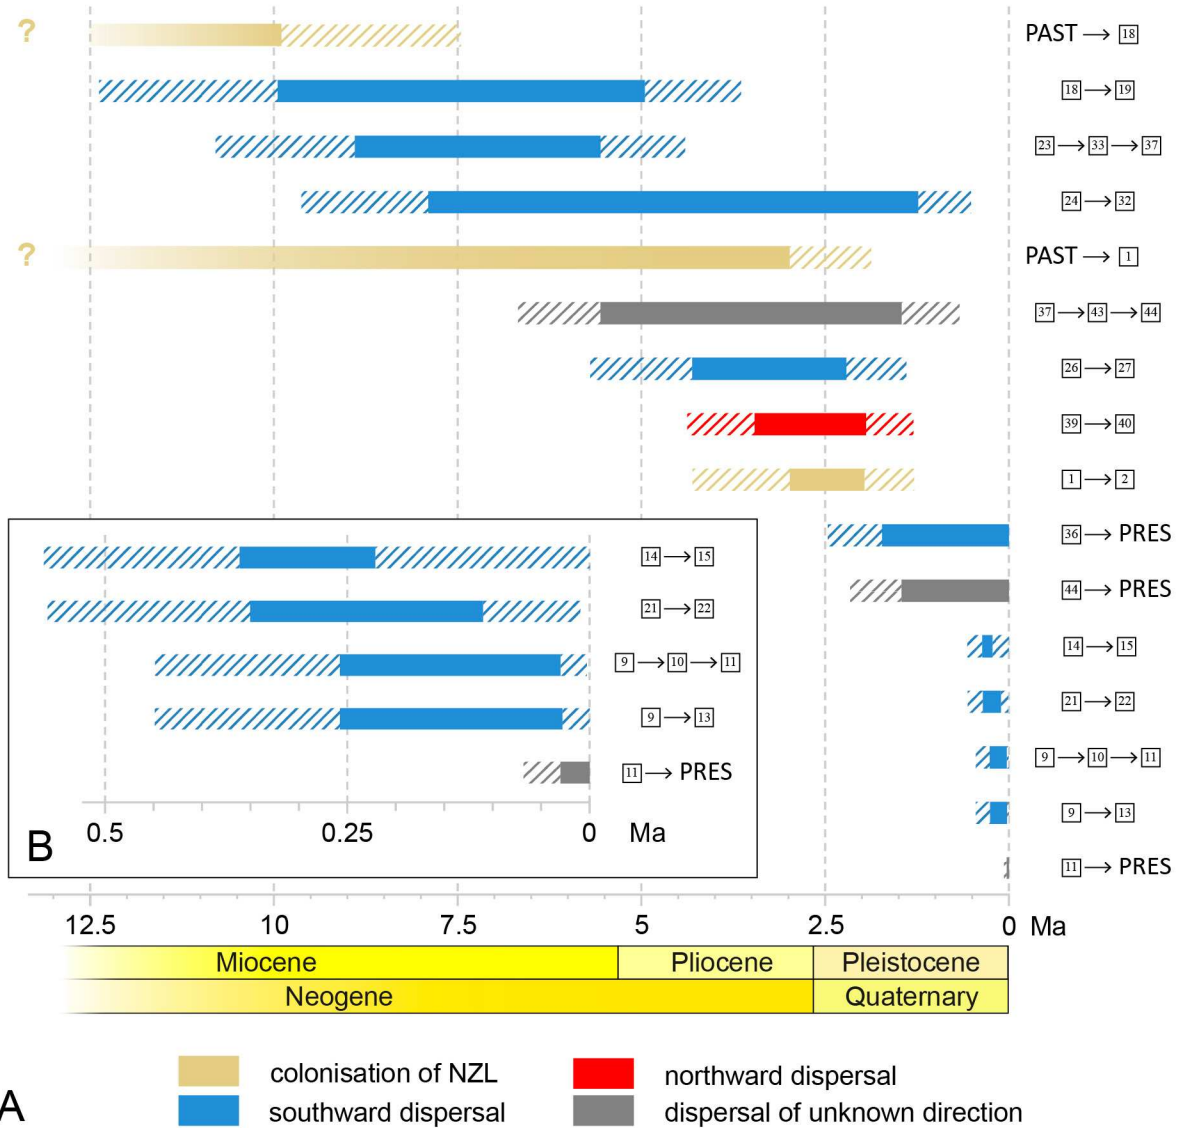 ? PAST → 18
18 → 19
23 → 33 → 37
24 → 32
? PAST → 1
37 → 43 → 44
26 → 27
39 → 40
1 → 2
36 → PRES
44 → PRES
14 → 15
21 → 22
9 → 10 → 11
9 → 13
11 → PRES
14 → 15
21 → 22
9 → 10 → 11
9 → 13
11 → PRES
0.5 0.25 0 Ma
B
12.5 10 7.5 5 2.5 0 Ma
Miocene Pliocene Pleistocene
Neogene Quaternary
colonisation of NZL northward dispersal
southward dispersal dispersal of unknown direction
A